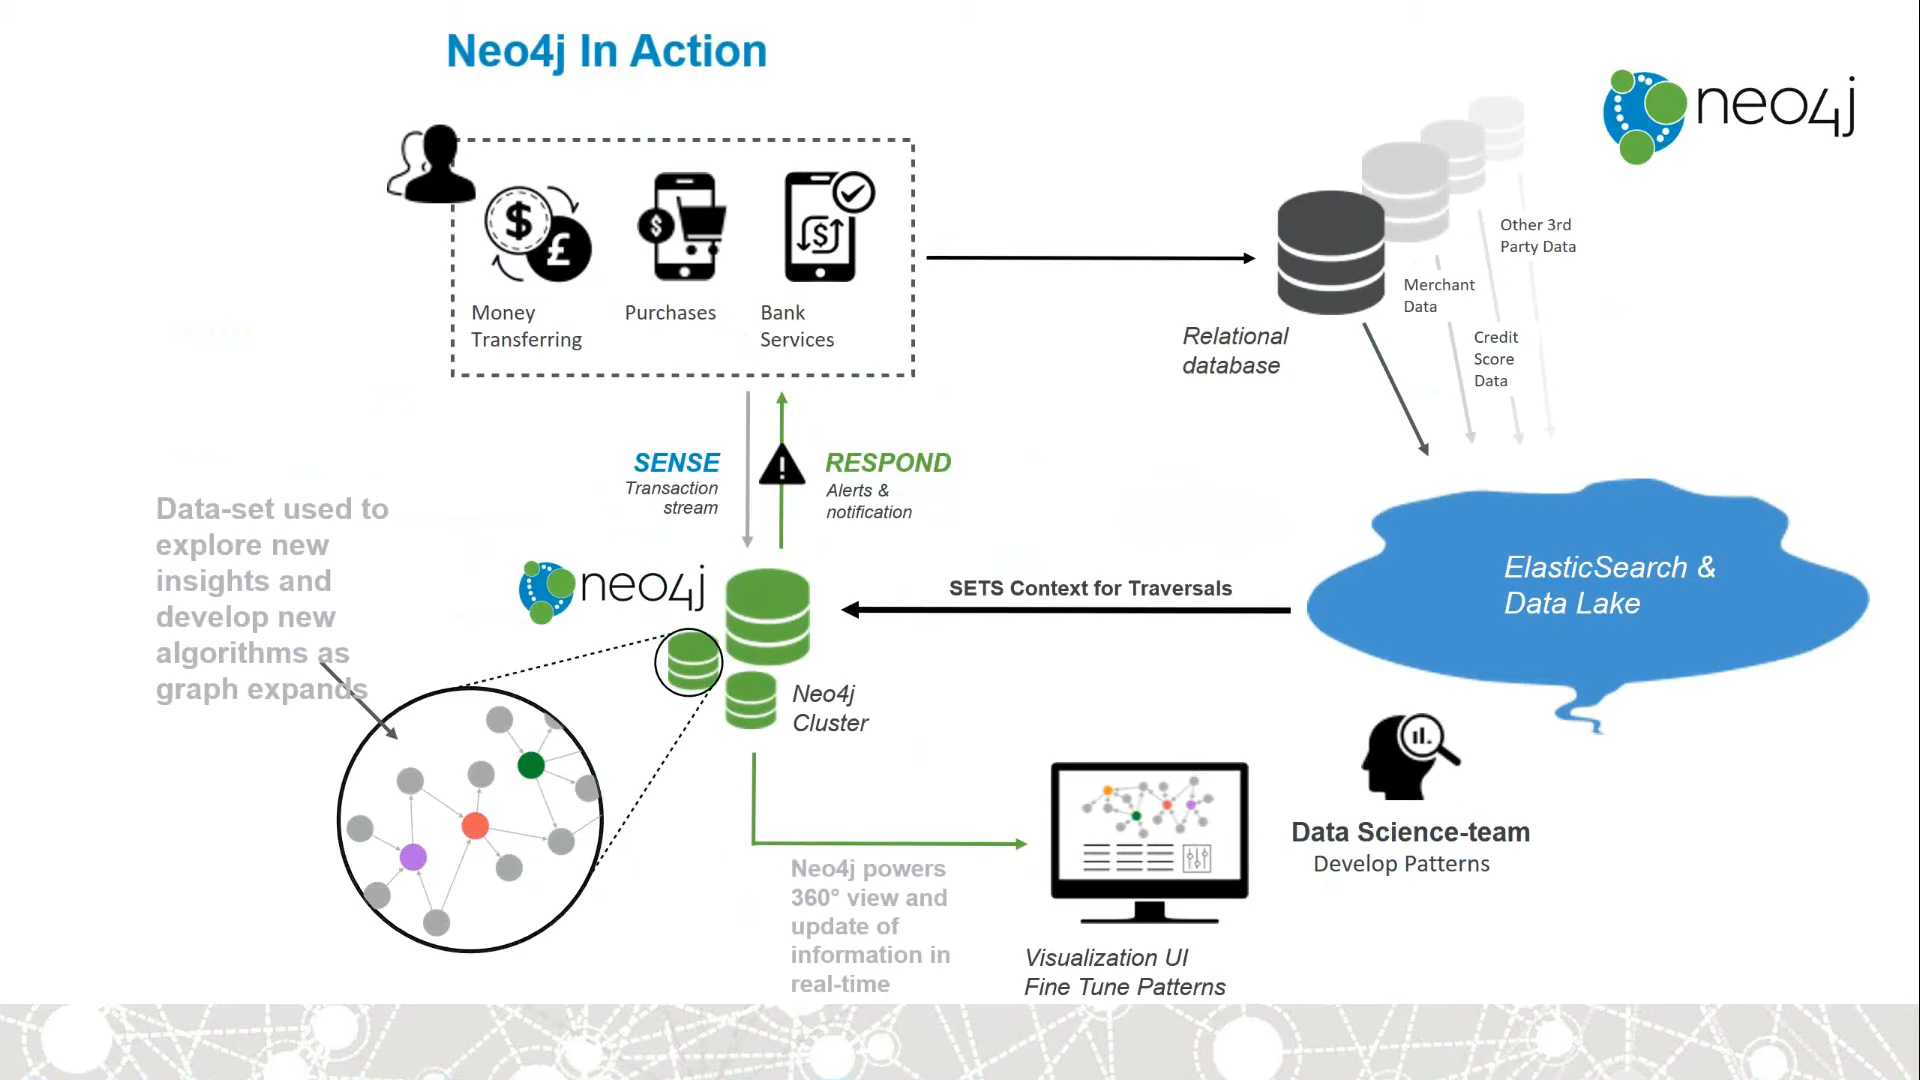 Neo4j In Action
neo4j
$
£
$
$
Money
Transferring
Purchases
Bank
Services
Relational
database
Merchant
Data
Credit
Score
Data
Other 3rd
Party Data
SENSE
Transaction
stream
!
RESPOND
Alerts &
notification
Data-set used to
explore new
insights and
develop new
algorithms as
graph expands
neo4j
SETS Context for Traversals
ElasticSearch &
Data Lake
Neo4j
Cluster
Neo4j powers
360° view and
update of
information in
real-time
Visualization UI
Fine Tune Patterns
Data Science-team
Develop Patterns